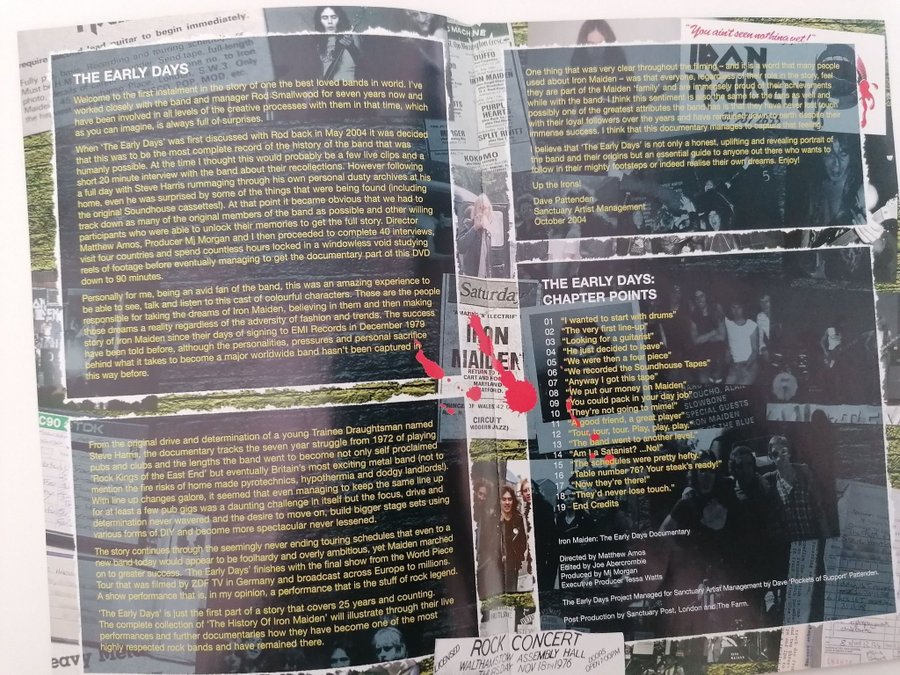 THE EARLY DAYS
Welcome to the first instalment in the story of one the best loved bands in world. I've
worked closely with the band and manager Rod Smallwood for seven years now and
have been involved in all levels of the creative processes with them in that time, which
as you can imagine, is always full of surprises.
When 'The Early Days' was first discussed with Rod back in May 2004 it was decided
that this was to be the most complete record of the history of the band that was
humanly possible. At the time I thought this would probably be a few live clips and a
short 20 minute interview with the band about their recollections. However following
a full day with Steve Harris rummaging through his own personal dusty archives at his
home, even he was surprised by some of the things that were being found (including
the original Soundhouse cassettes!). At that point it became obvious that we had to
track down as many of the original members of the band as possible and other willing
participants who were able to unlock their memories to get the full story. Director
Matthew Amos, Producer Mj Morgan and I then proceeded to complete 40 interviews,
visit four countries and spend countless hours locked in a windowless void studying
reels of footage before eventually managing to get the documentary part of this DVD
down to 90 minutes.
Personally for me, being an avid fan of the band, this was an amazing experience to
be able to see, talk and listen to this cast of colourful characters. These are the people
responsible for taking the dreams of Iron Maiden, believing in them and then making
those dreams a reality regardless of the adversity of fashion and trends. The success
story of Iron Maiden since their days of signing to EMI Records in December 1979
have been told before, although the personalities, pressures and personal sacrifice
behind what it takes to become a major worldwide band hasn't been captured in
this way before.
From the original drive and determination of a young Trainee Draughtsman named
Steve Harris, the documentary tracks the seven year struggle from 1972 of playing
pubs and clubs and the lengths the band went to become not only self proclaimed
'Rock Kings of the East End' but eventually Britain's most exciting metal band (not to
mention the fire risks of home made pyrotechnics, hypothermia and dodgy landlords!).
With line up changes galore, it seemed that even managing to keep the same line up
for at least a few pub gigs was a daunting challenge in itself but the focus, drive and
determination never wavered and the desire to move on, build bigger stage sets using
various forms of DIY and become more spectacular never lessened.
The story continues through the seemingly never ending touring schedules that even to a
new band today would appear to be foolhardy and overly ambitious, yet Maiden marched
on to greater success. 'The Early Days' finishes with the final show from the World Piece
Tour that was filmed by ZDF TV in Germany and broadcast across Europe to millions.
A show performance that is, in my opinion, a performance that is the stuff of rock legend.
'The Early Days' is just the first part of a story that covers 25 years and counting.
The complete collection of 'The History Of Iron Maiden' will illustrate through their live
performances and further documentaries how they have become one of the most
highly respected rock bands and have remained there.
"You ain't seen nothing yet!"
IRON
One thing that was very clear throughout the filming – and it is a word that many people
used about Iron Maiden – was that everyone, regardless of their role in the story, feel
they are part of the Maiden 'family' and are immensely proud of their achievements
while with the band. I think this sentiment is also the same for the fans as well and
possibly one of the greatest attributes the band has is that they have never lost touch
with their loyal followers over the years and have remained down to earth despite their
immense success. I think that this documentary manages to capture that feeling.
I believe that 'The Early Days' is not only a honest, uplifting and revealing portrait of
the band and their origins but an essential guide to anyone out there who wants to
follow in their mighty footsteps or indeed realise their own dreams. Enjoy!
Up the Irons!
Dave Pattenden
Sanctuary Artist Management
October 2004
Saturday
IRON
MAIDEN
THE EARLY DAYS:
CHAPTER POINTS
01 "I wanted to start with drums"
02 "The very first line-up"
03 "Looking for a guitarist"
04 "He just decided to leave"
05 "We were then a four piece"
06 "We recorded the Soundhouse Tapes"
07 "Anyway I got this tape"
08 "We put our money on Maiden"
09 "You could pack in your day job"
10 "They're not going to mime!"
11 "A good friend, a great player"
12 "Tour, tour, tour. Play, play, play."
13 "The band went to another level."
14 "Am I a Satanist? ...No!"
15 "The schedules were pretty hefty."
16 "Table number 76? Your steak's ready!"
17 "Now they're there!"
18 "They'd never lose touch."
19 End Credits
Iron Maiden: The Early Days Documentary
Directed by Matthew Amos
Edited by Joe Abercrombie
Produced by Mj Morgan
Executive Producer Tessa Watts
The Early Days Project Managed for Sanctuary Artist Management by Dave 'Pockets of Support' Pattenden.
Post Production by Sanctuary Post, London and The Farm.
LICENSED
ROCK CONCERT
WALTHAMSTOW ASSEMBLY HALL
THURSDAY NOV 18TH 1976
DOORS
OPEN